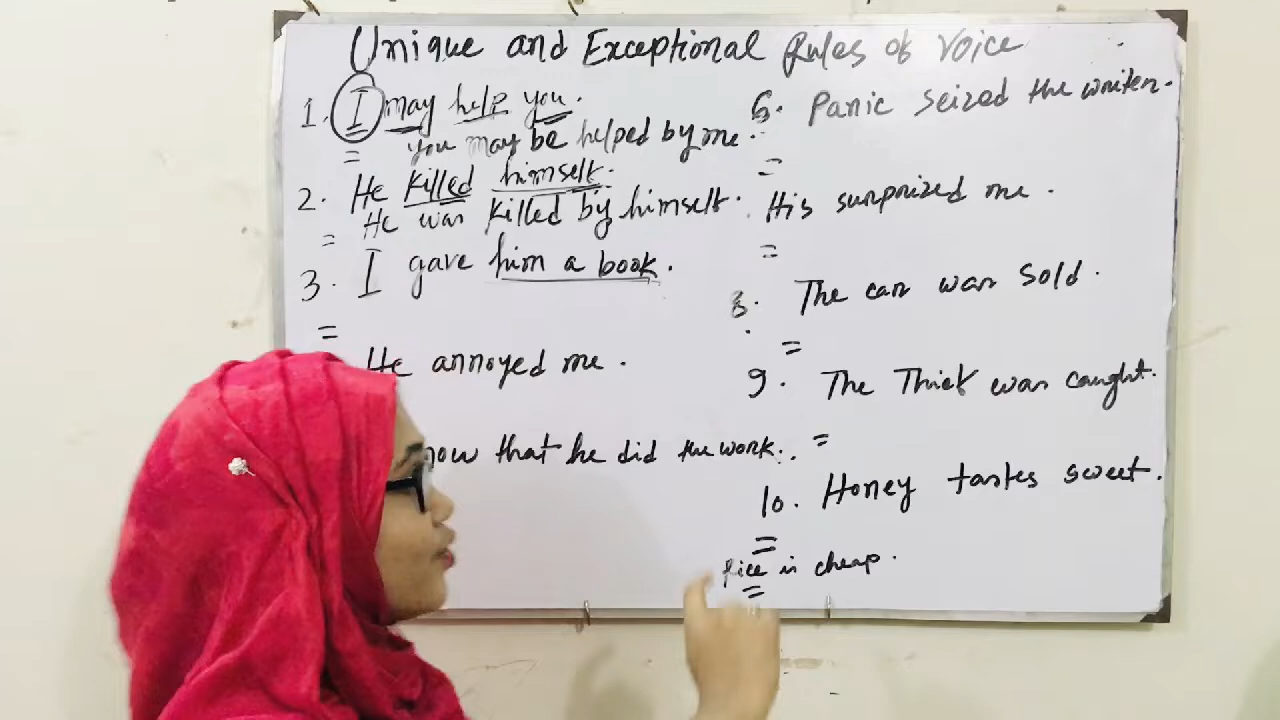 Unique and Exceptional Rules of Voice
1. I may help you.
= you may be helped by me.
2. He killed himself.
= He was killed by himself.
3. I gave him a book.
=
He annoyed me.
now that he did the work.
6. Panic seized the writer.
=
His surprized me.
=
8. The car was sold.
=
9. The Thief was caught.
=
10. Honey tastes sweet.
=
Rice is cheap.
=